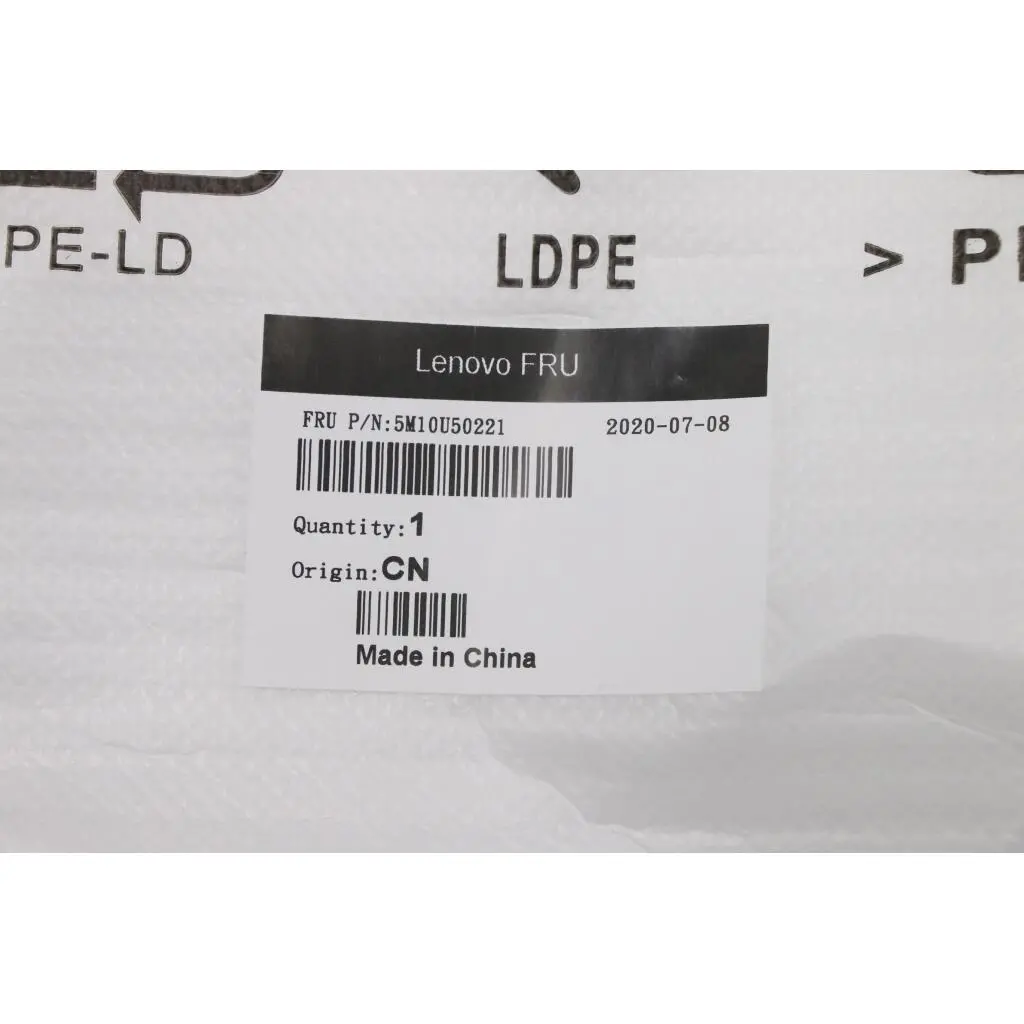 PE-LD LDPE > P
Lenovo FRU
FRU P/N:5M10U50221 2020-07-08
Quantity:1
Origin:CN
Made in China